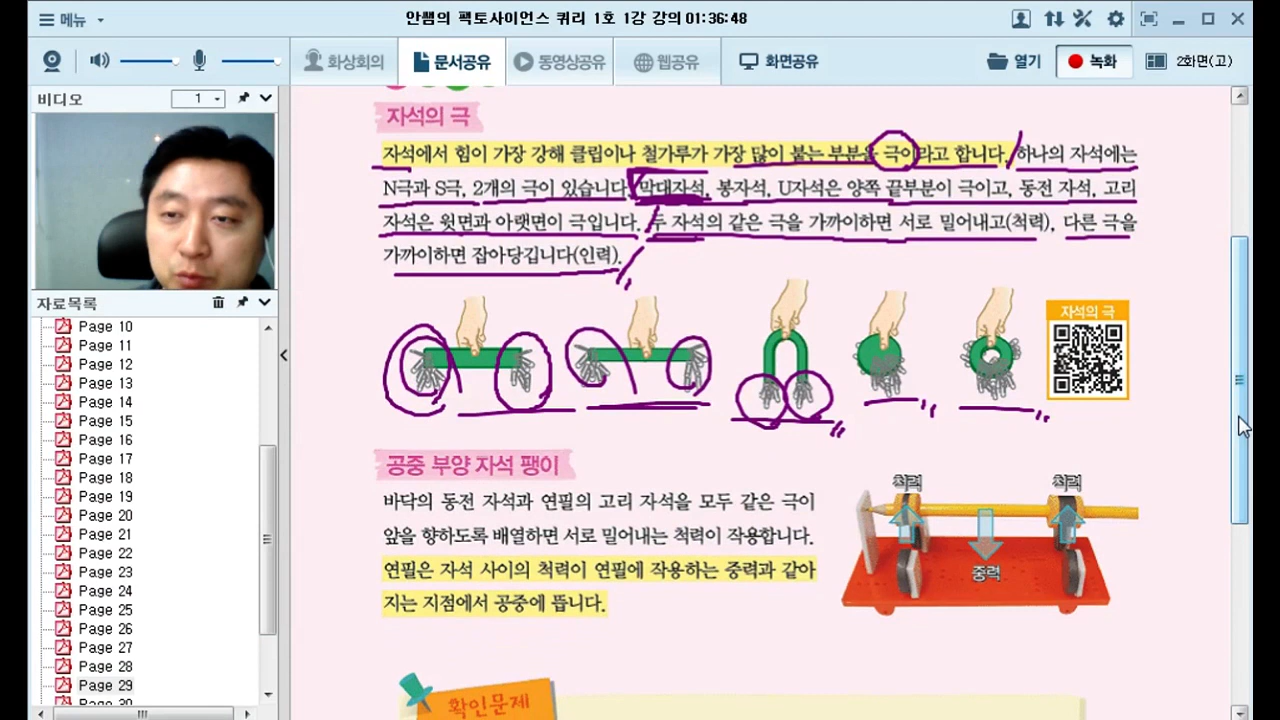 메뉴
안쌤의 팩토사이언스 쿼리 1호 1강 강의 01:36:48
화상회의
문서공유
동영상공유
웹공유
화면공유
열기
녹화
2화면(고)
비디오
1
자료목록
Page 10
Page 11
Page 12
Page 13
Page 14
Page 15
Page 16
Page 17
Page 18
Page 19
Page 20
Page 21
Page 22
Page 23
Page 24
Page 25
Page 26
Page 27
Page 28
Page 29
자석의 극
자석에서 힘이 가장 강해 클립이나 철가루가 가장 많이 붙는 부분을 극이라고 합니다. 하나의 자석에는
N극과 S극, 2개의 극이 있습니다. 막대자석, 봉자석, U자석은 양쪽 끝부분이 극이고, 동전 자석, 고리
자석은 윗면과 아랫면이 극입니다. 두 자석의 같은 극을 가까이하면 서로 밀어내고(척력), 다른 극을
가까이하면 잡아당깁니다(인력).
자석의 극
공중 부양 자석 팽이
바닥의 동전 자석과 연필의 고리 자석을 모두 같은 극이
앞을 향하도록 배열하면 서로 밀어내는 척력이 작용합니다.
연필은 자석 사이의 척력이 연필에 작용하는 중력과 같아
지는 지점에서 공중에 뜹니다.
척력
척력
중력
확인문제